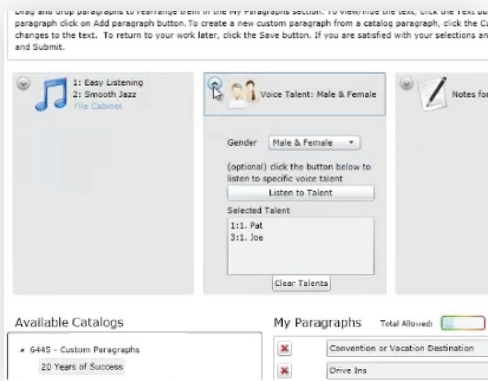 Drag and drop paragraphs to rearrange them in the My Paragraphs section. To view/hide the text, click the Text but
paragraph click on Add paragraph button. To create a new custom paragraph from a catalog paragraph, click the Cu
changes to the text. To return to your work later, click the Save button. If you are satisfied with your selections an
and Submit.
1: Easy Listening
2: Smooth Jazz
File Cabinet
Voice Talent: Male & Female
Notes for
Gender Male & Female
(optional) click the button below to
listen to specific voice talent
Listen to Talent
Selected Talent
1:1. Pat
3:1. Joe
Clear Talents
Available Catalogs
My Paragraphs Total Allowed:
6445 - Custom Paragraphs
Convention or Vacation Destination
20 Years of Success
Drive Ins